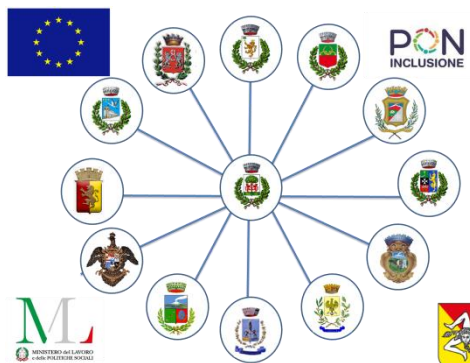 PON
INCLUSIONE
ML
MINISTERO del LAVORO
e delle POLITICHE SOCIALI